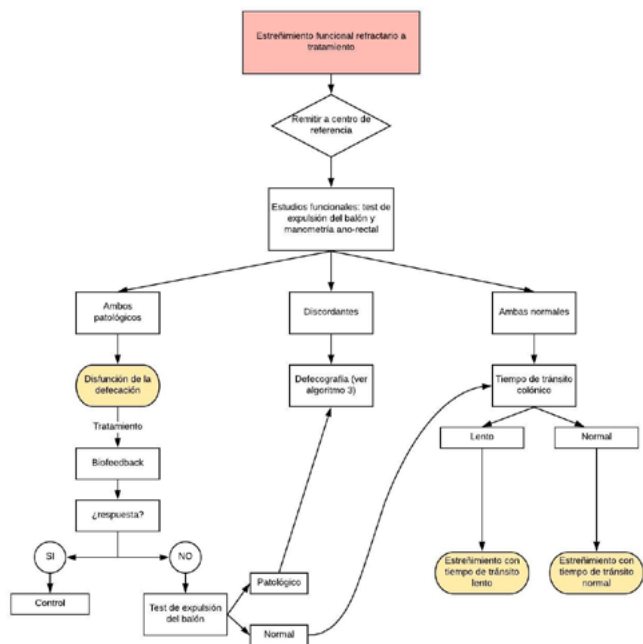 Estreñimiento funcional refractario a
tratamiento
Remitir a centro de
referencia
Estudios funcionales: test de
expulsión del balón y
manometría ano-rectal
Ambos
patológicos
Discordantes
Ambas normales
Disfunción de la
defecación
Defecografía (ver
algoritmo 3)
Tiempo de tránsito
colónico
Tratamiento
Lento
Normal
Biofeedback
¿respuesta?
SI
NO
Estreñimiento con
tiempo de tránsito
lento
Estreñimiento con
tiempo de tránsito
normal
Patológico
Control
Test de expulsión
del balón
Normal